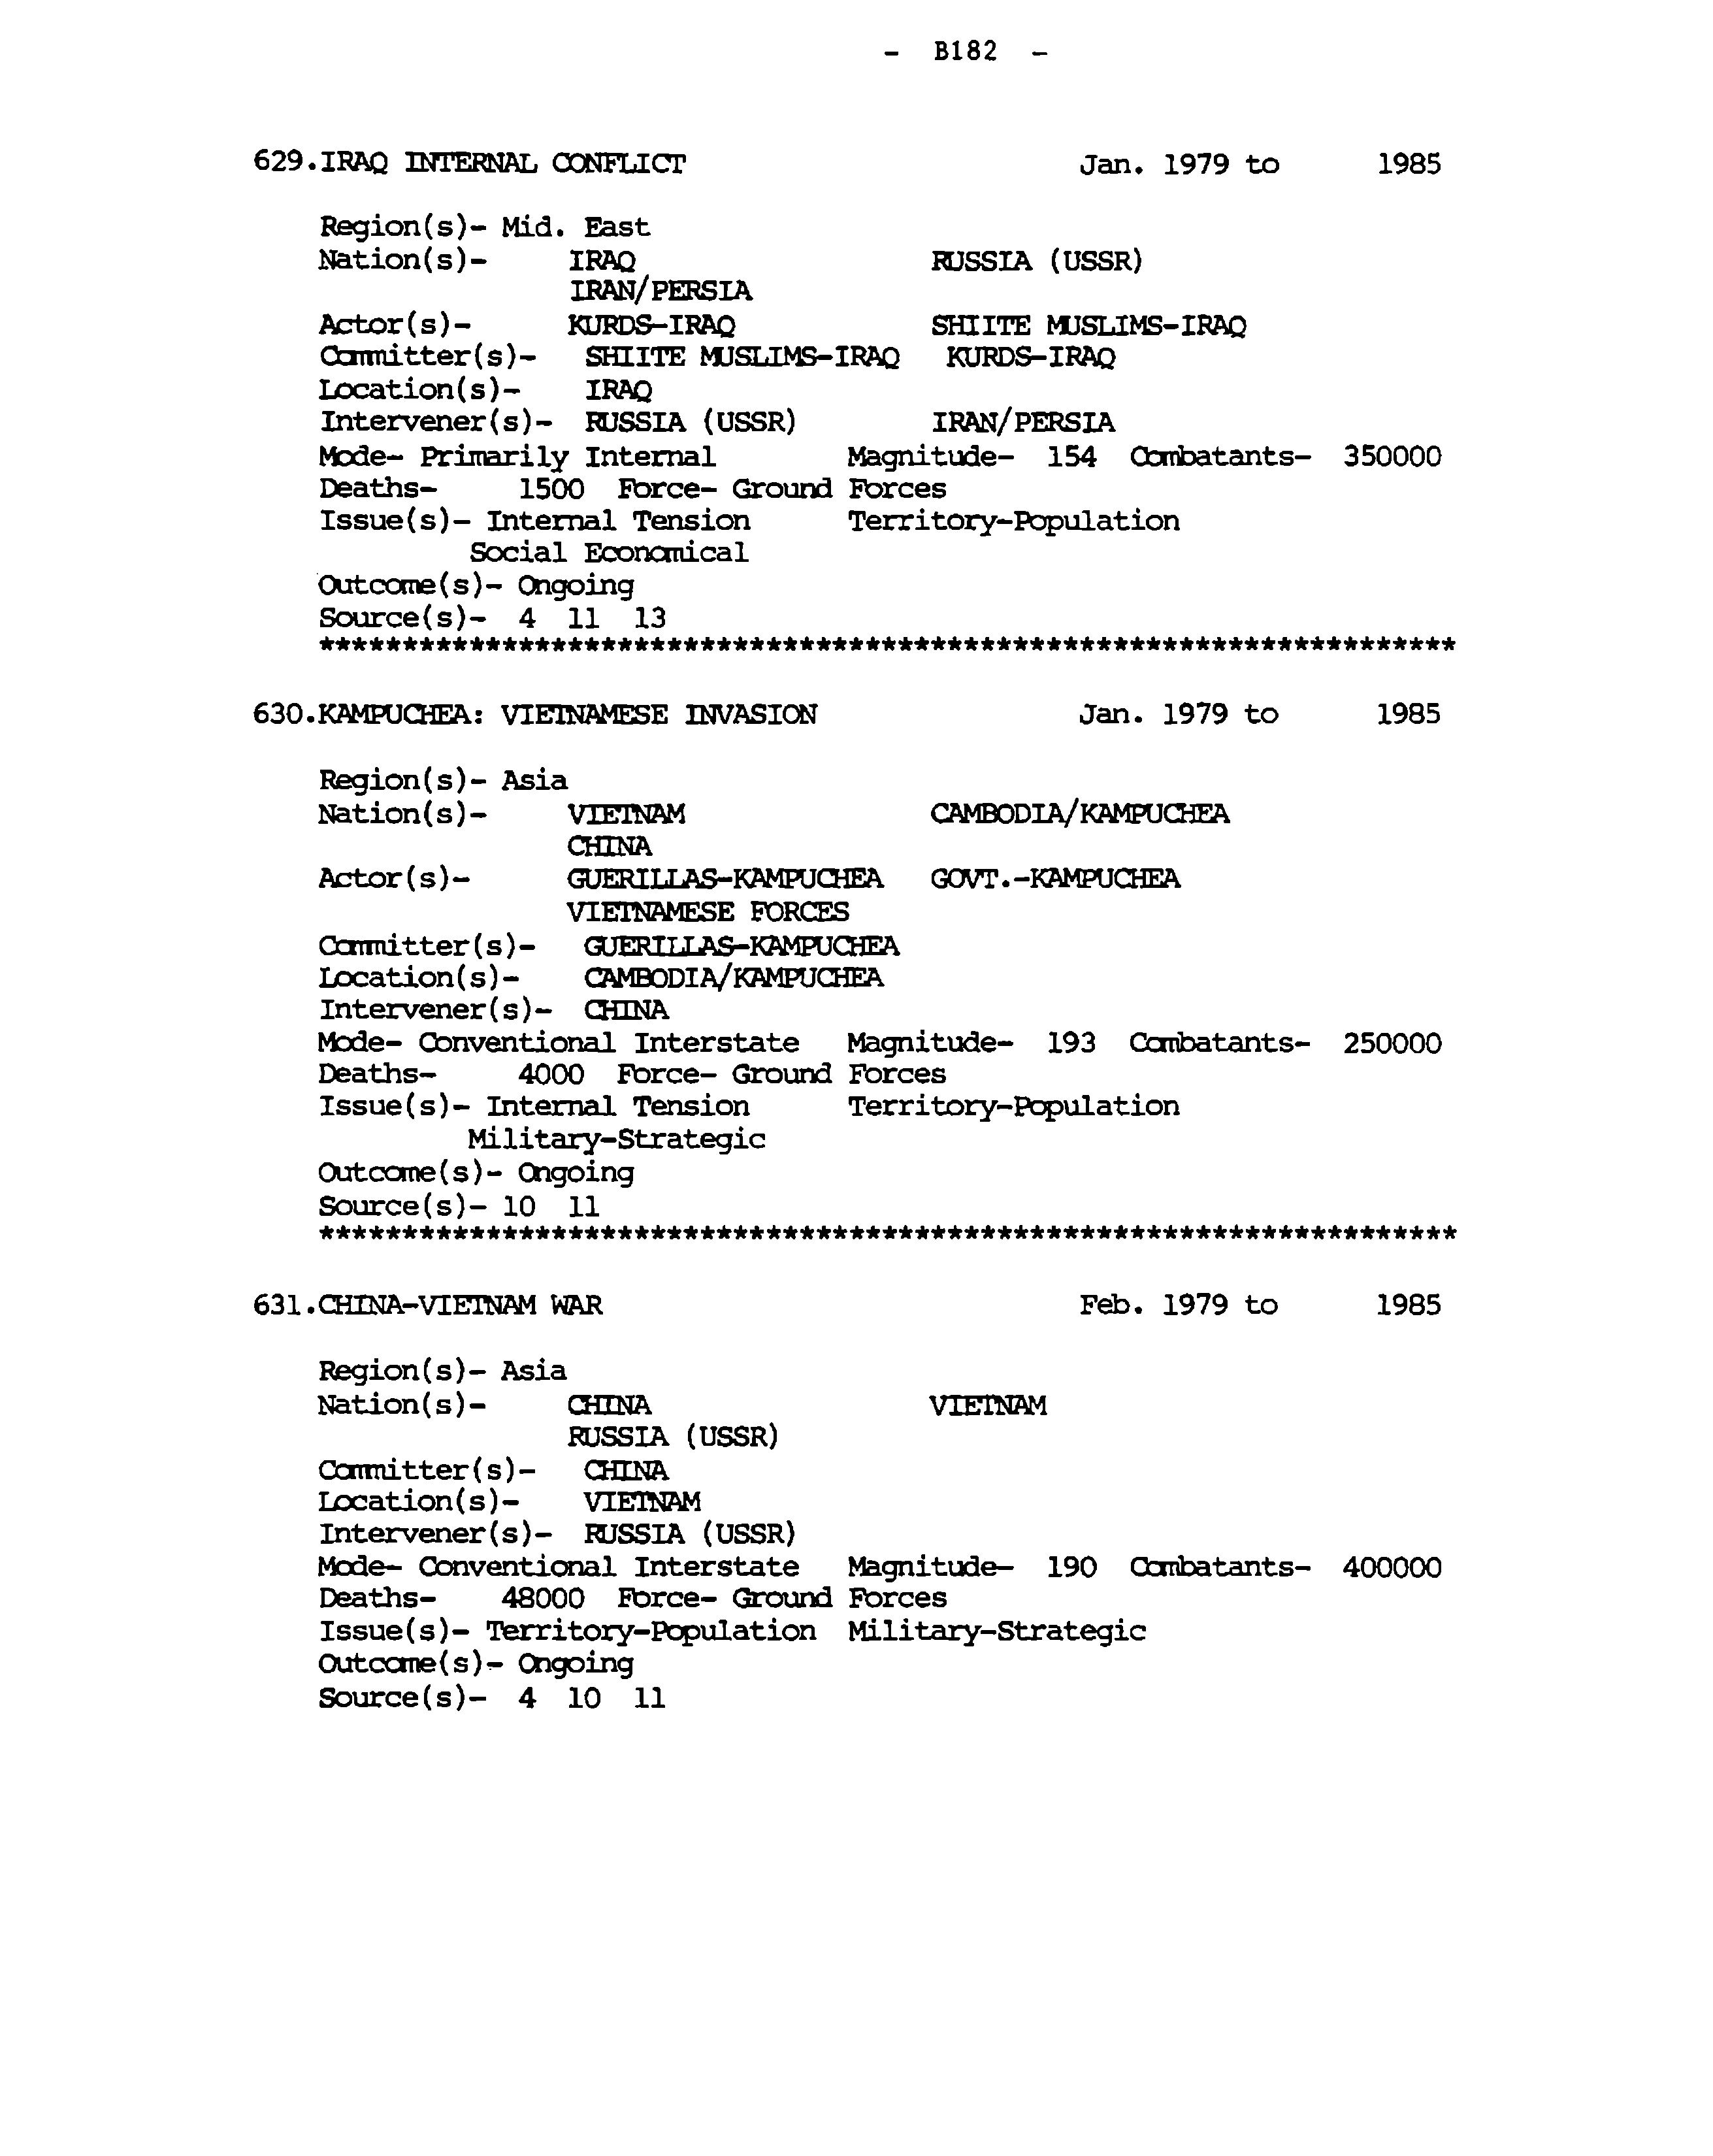 - B182 -
629.IRAQ INTERNAL CONFLICT Jan. 1979 to 1985
Region(s)- Mid. East
Nation(s)- IRAQ RUSSIA (USSR)
IRAN/PERSIA
Actor(s)- KURDS-IRAQ SHIITE MUSLIMS-IRAQ
Committer(s)- SHIITE MUSLIMS-IRAQ KURDS-IRAQ
Location(s)- IRAQ
Intervener(s)- RUSSIA (USSR) IRAN/PERSIA
Mode- Primarily Internal Magnitude- 154 Combatants- 350000
Deaths- 1500 Force- Ground Forces
Issue(s)- Internal Tension Territory-Population
Social Economical
Outcome(s)- Ongoing
Source(s)- 4 11 13
*********************************************************************
630.KAMPUCHEA: VIETNAMESE INVASION Jan. 1979 to 1985
Region(s)- Asia
Nation(s)- VIETNAM CAMBODIA/KAMPUCHEA
CHINA
Actor(s)- GUERILLAS-KAMPUCHEA GOVT.-KAMPUCHEA
VIETNAMESE FORCES
Committer(s)- GUERILLAS-KAMPUCHEA
Location(s)- CAMBODIA/KAMPUCHEA
Intervener(s)- CHINA
Mode- Conventional Interstate Magnitude- 193 Combatants- 250000
Deaths- 4000 Force- Ground Forces
Issue(s)- Internal Tension Territory-Population
Military-Strategic
Outcome(s)- Ongoing
Source(s)- 10 11
*********************************************************************
631.CHINA-VIETNAM WAR Feb. 1979 to 1985
Region(s)- Asia
Nation(s)- CHINA VIETNAM
RUSSIA (USSR)
Committer(s)- CHINA
Location(s)- VIETNAM
Intervener(s)- RUSSIA (USSR)
Mode- Conventional Interstate Magnitude- 190 Combatants- 400000
Deaths- 48000 Force- Ground Forces
Issue(s)- Territory-Population Military-Strategic
Outcome(s)- Ongoing
Source(s)- 4 10 11